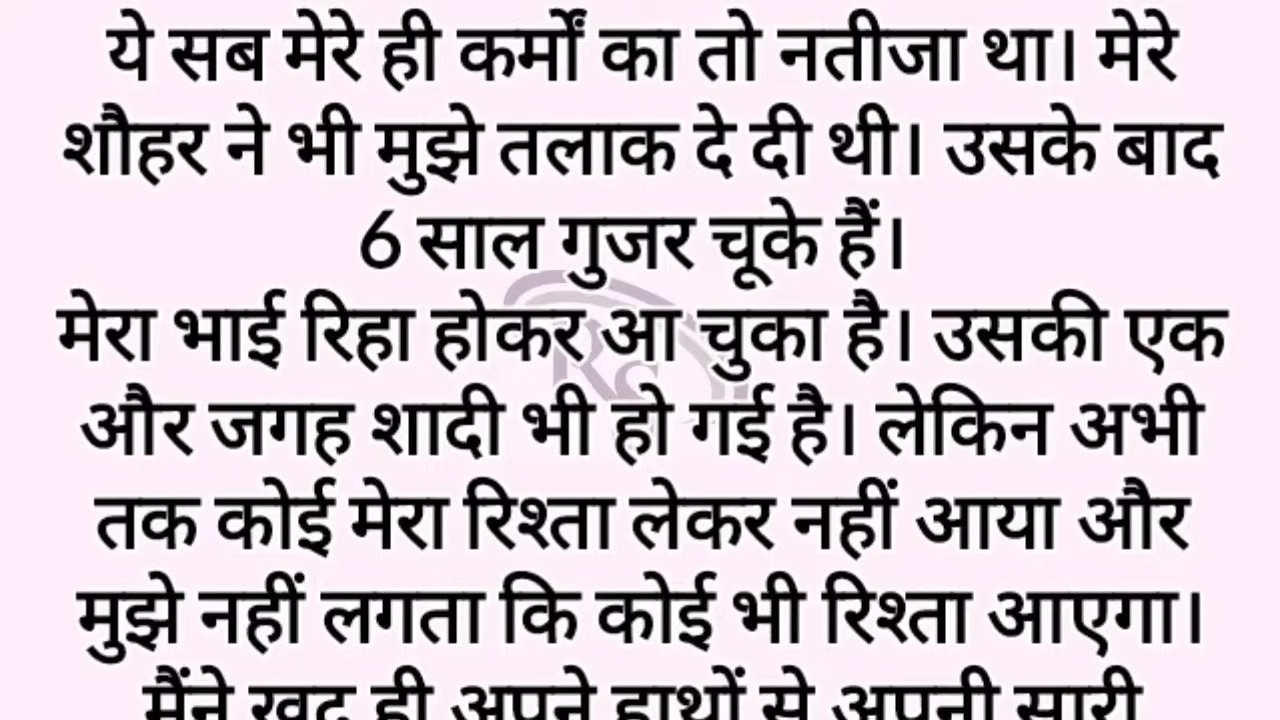 ये सब मेरे ही कर्मों का तो नतीजा था। मेरे
शौहर ने भी मुझे तलाक दे दी थी। उसके बाद
6 साल गुजर चूके हैं।
मेरा भाई रिहा होकर आ चुका है। उसकी एक
और जगह शादी भी हो गई है। लेकिन अभी
तक कोई मेरा रिश्ता लेकर नहीं आया और
मुझे नहीं लगता कि कोई भी रिश्ता आएगा।
मैंने खुद ही अपने हाथों से अपनी सारी